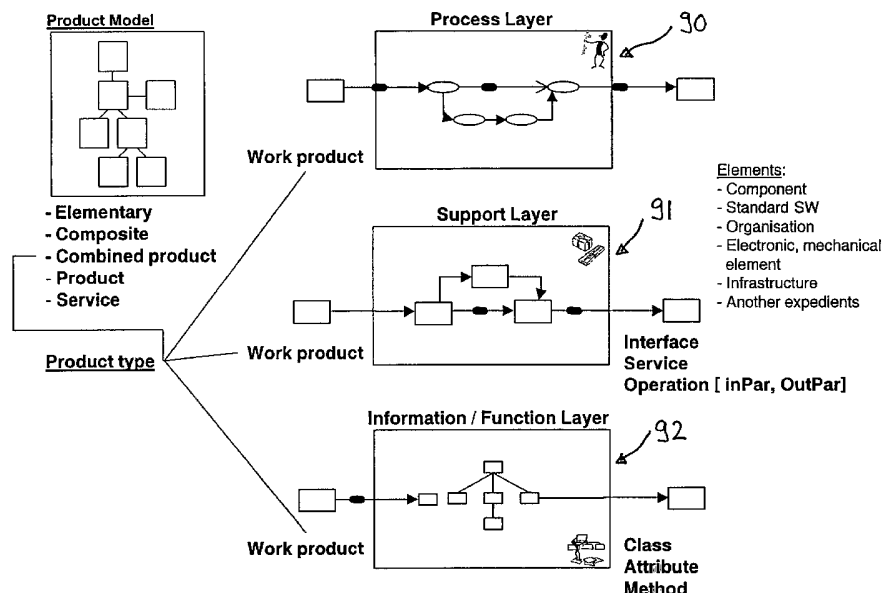 Product Model
- Elementary
- Composite
- Combined product
- Product
- Service
Product type
Process Layer
90
Work product
Support Layer
91
Work product
Interface
Service
Operation [ inPar, OutPar]
Elements:
- Component
- Standard SW
- Organisation
- Electronic, mechanical
element
- Infrastructure
- Another expedients
Information / Function Layer
92
Work product
Class
Attribute
Method